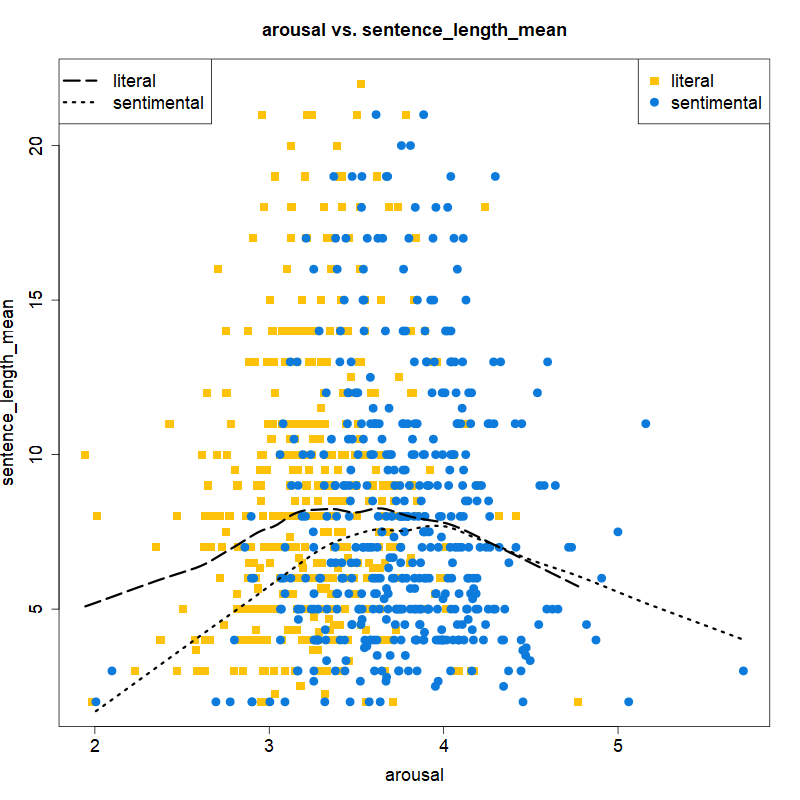 arousal vs. sentence_length_mean
literal
sentimental
literal
sentimental
sentence_length_mean
20
15
10
5
2 3 4 5
arousal